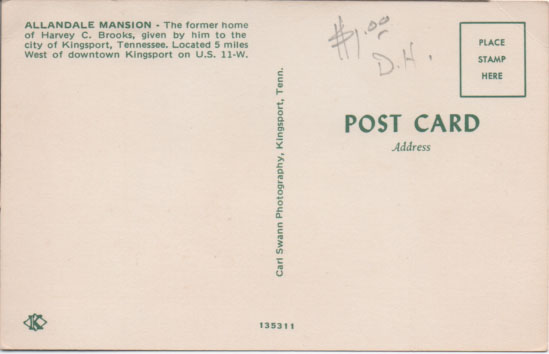 ALLANDALE MANSION - The former home
of Harvey C. Brooks, given by him to the
city of Kingsport, Tennessee. Located 5 miles
West of downtown Kingsport on U.S. 11-W.
$1.00
D.H.
PLACE
STAMP
HERE
POST CARD
Address
Carl Swann Photography, Kingsport, Tenn.
K
135311